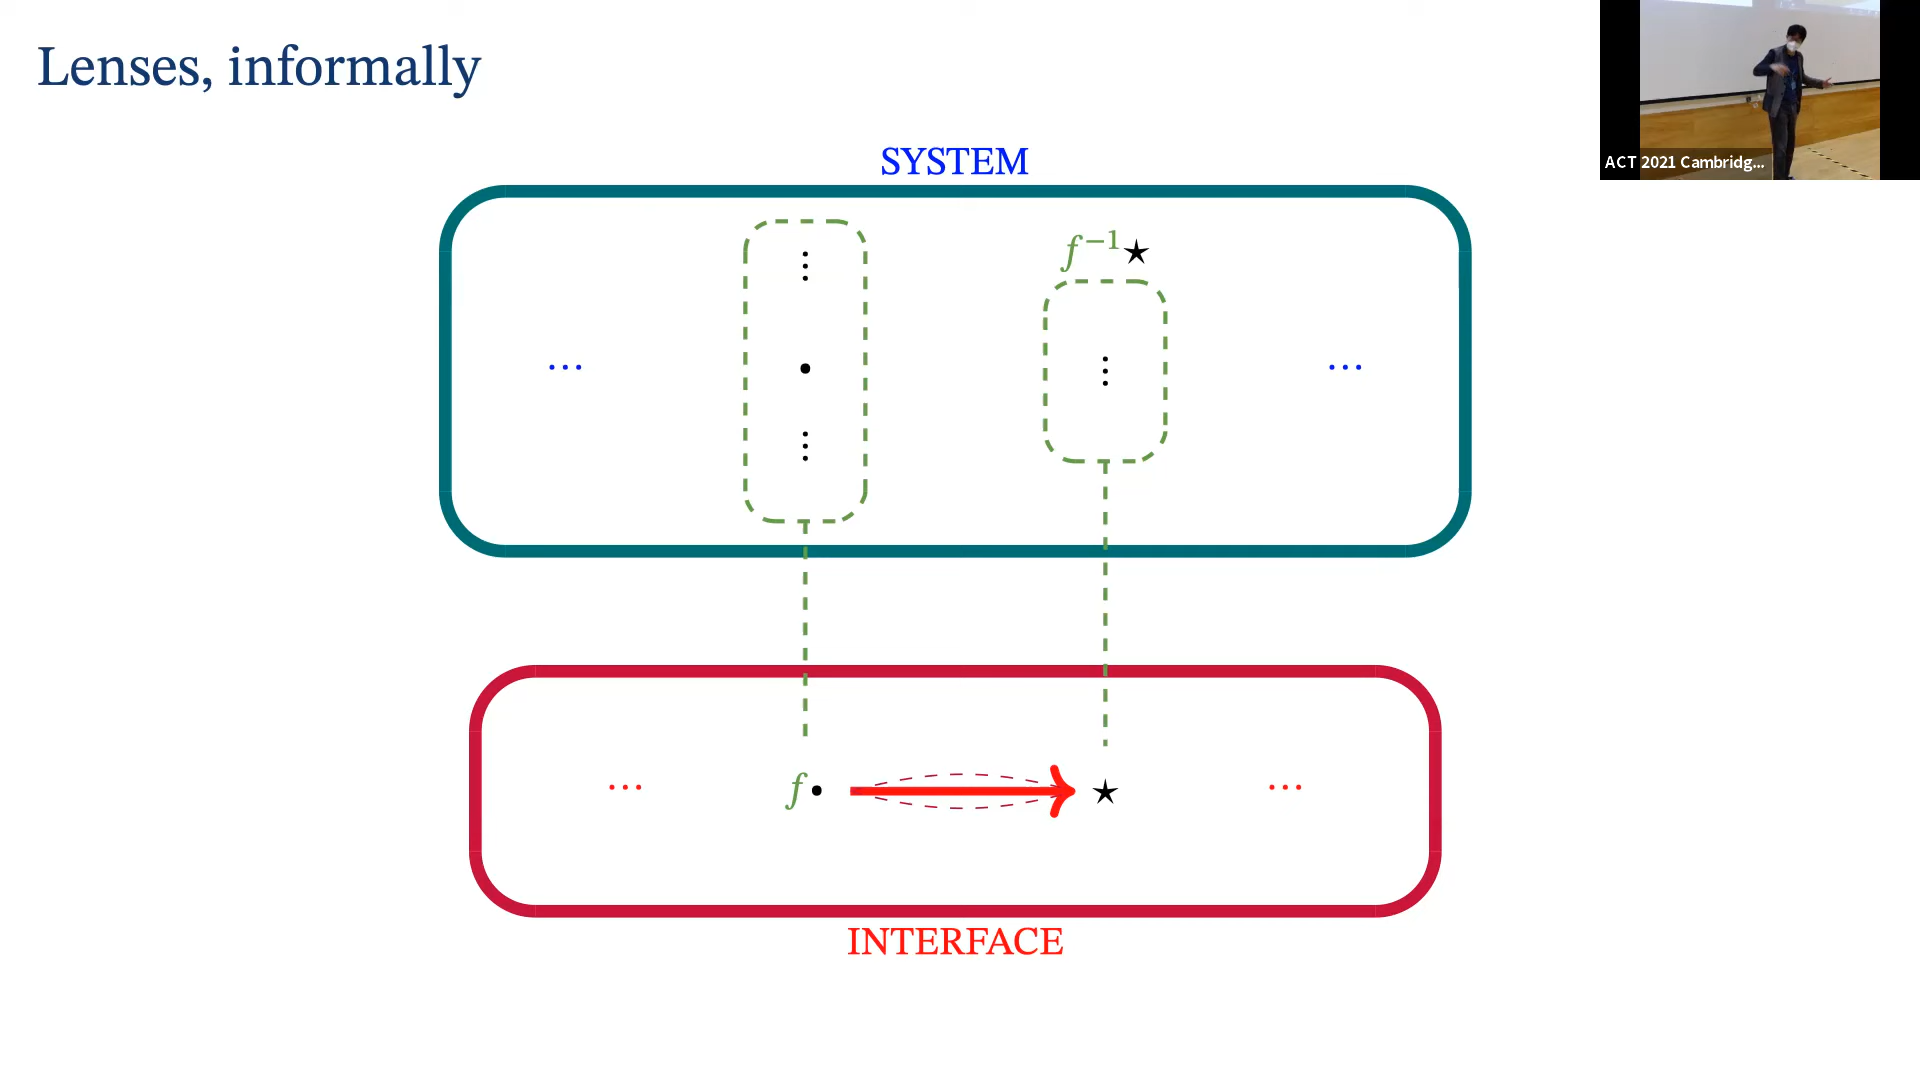 Lenses, informally
ACT 2021 Cambridg...
SYSTEM
f⁻¹★
⋮
⋮
...
•
...
⋮
...
f•
★
...
INTERFACE